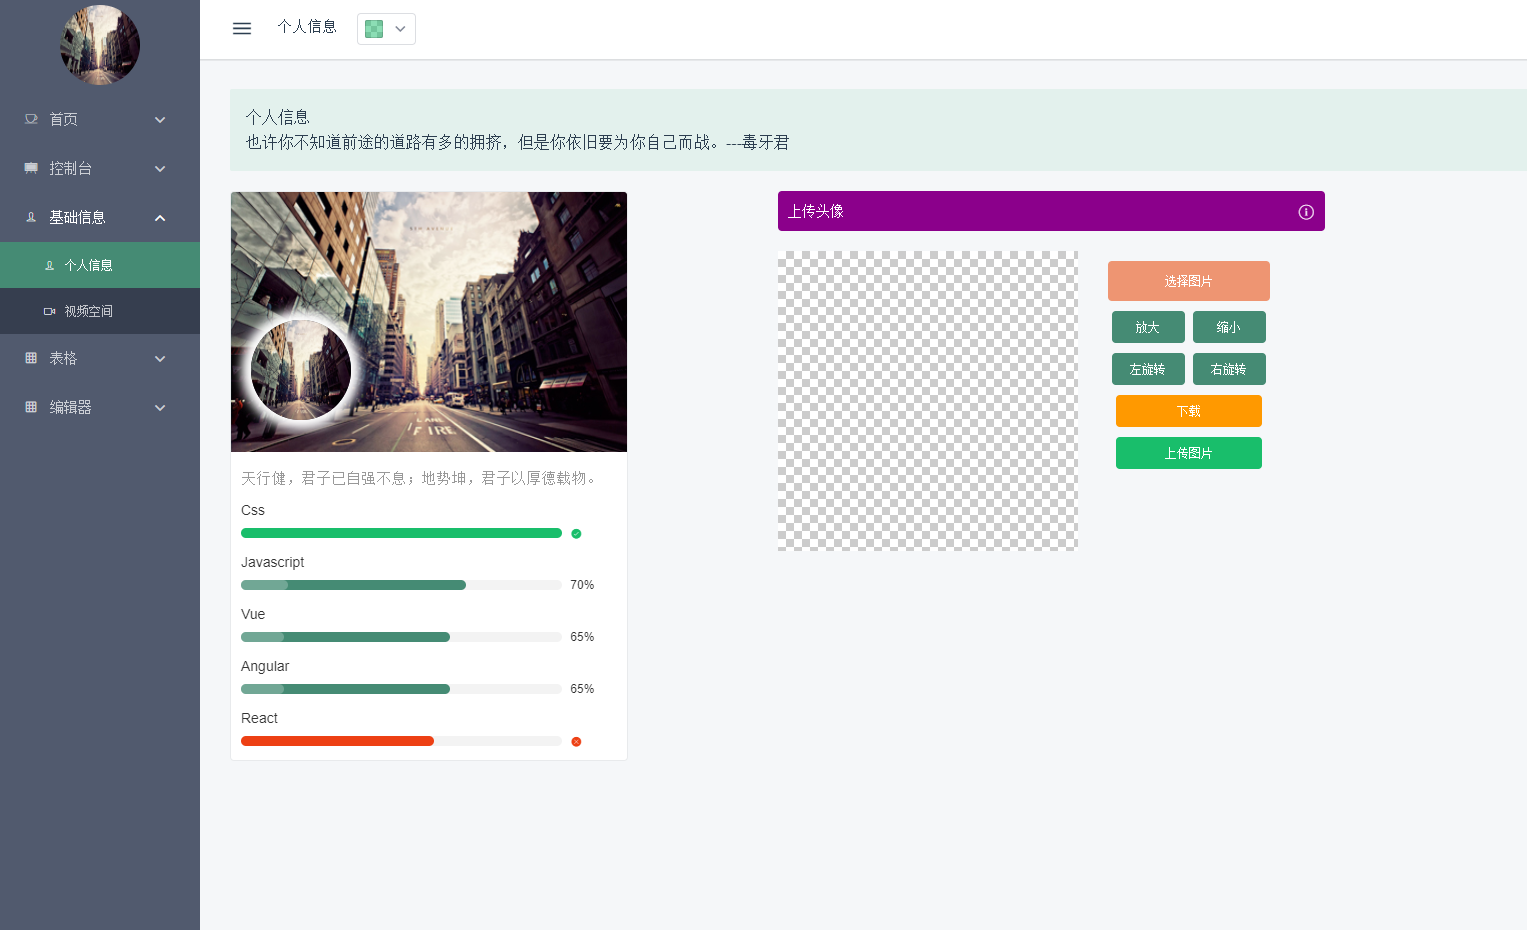 首页
控制台
基础信息
个人信息
视频空间
表格
编辑器
个人信息
个人信息
也许你不知道前途的道路有多的拥挤，但是你依旧要为你自己而战。---毒牙君
LANE
FIRE
天行健，君子已自强不息；地势坤，君子以厚德载物。
Css
Javascript
70%
Vue
65%
Angular
65%
React
上传头像
选择图片
放大 缩小
左旋转 右旋转
下载
上传图片